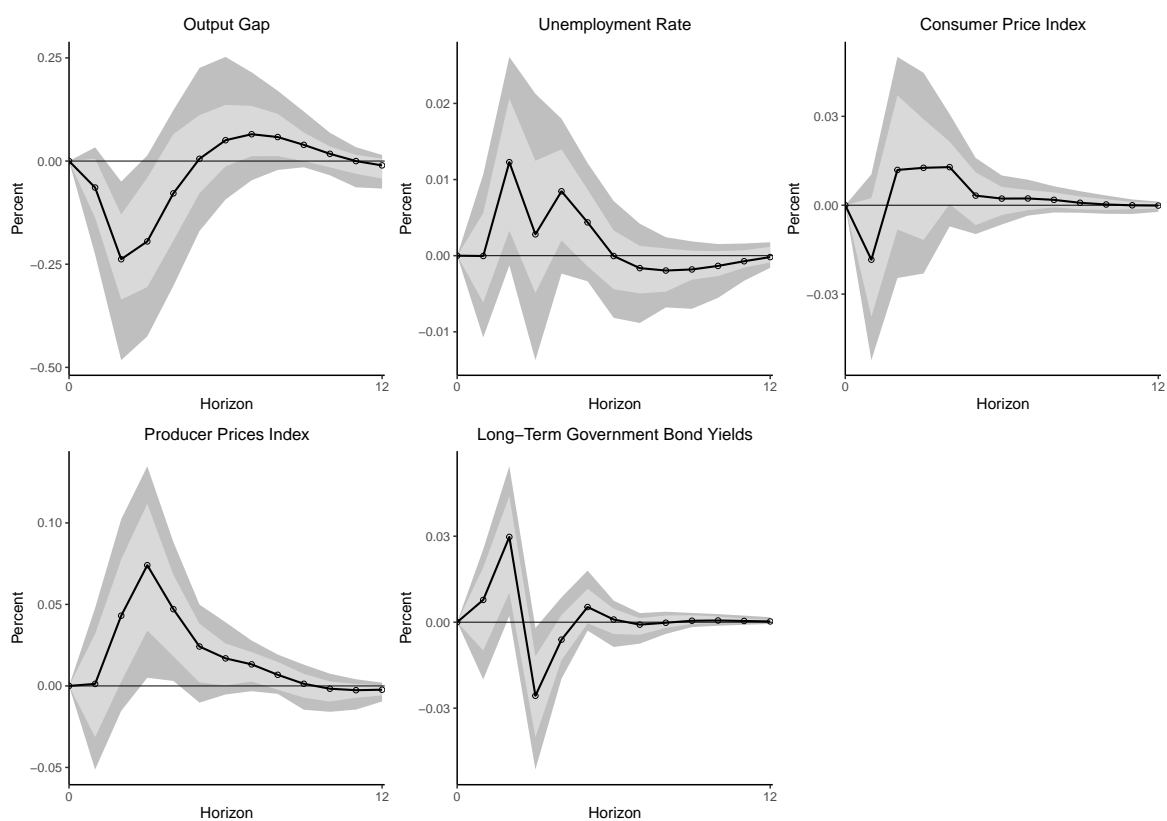 Output Gap
0.25
0.00
−0.25
−0.50
Percent
0
12
Horizon
Unemployment Rate
0.02
0.01
0.00
−0.01
Percent
0
12
Horizon
Consumer Price Index
0.03
0.00
−0.03
Percent
0
12
Horizon
Producer Prices Index
0.10
0.05
0.00
−0.05
Percent
0
12
Horizon
Long−Term Government Bond Yields
0.03
0.00
−0.03
Percent
0
12
Horizon